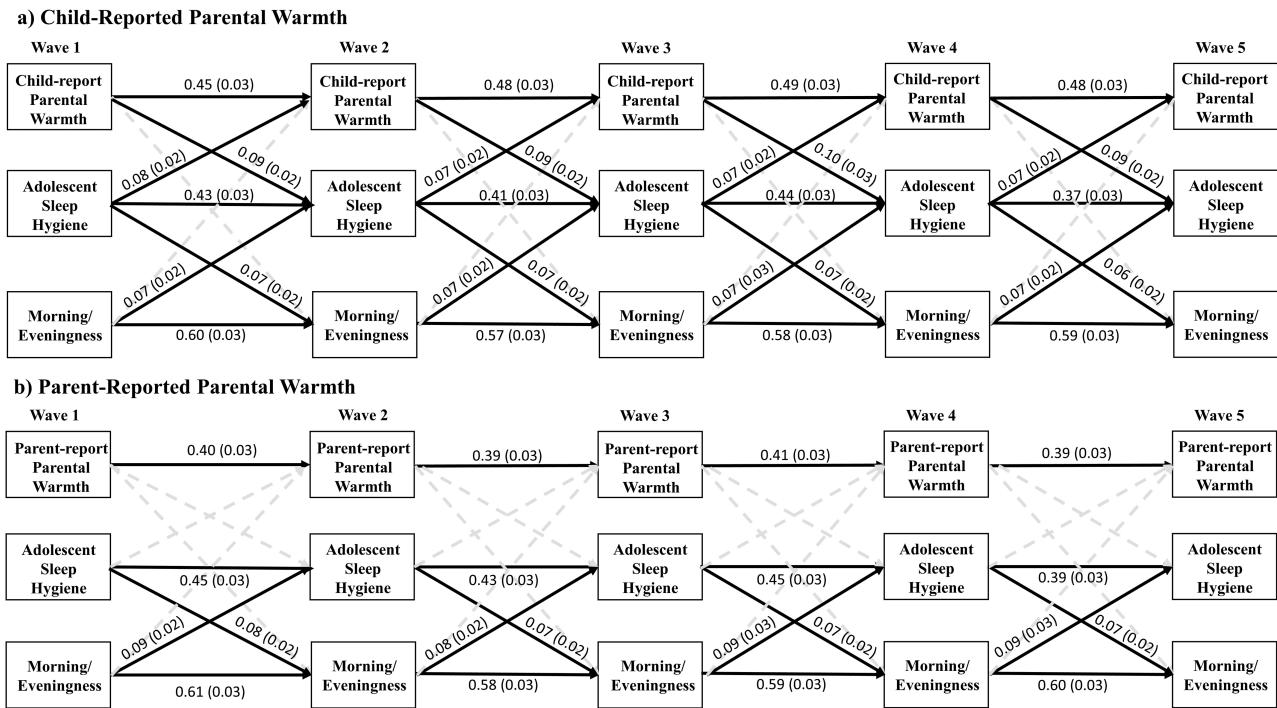 a) Child-Reported Parental Warmth
Wave 1
Wave 2
Wave 3
Wave 4
Wave 5
Child-report
Parental
Warmth
0.45 (0.03)
Child-report
Parental
Warmth
0.48 (0.03)
Child-report
Parental
Warmth
0.49 (0.03)
Child-report
Parental
Warmth
0.48 (0.03)
Child-report
Parental
Warmth
0.08 (0.02)
0.09 (0.02)
0.07 (0.02)
0.09 (0.02)
0.07 (0.02)
0.10 (0.03)
0.07 (0.02)
0.09 (0.02)
Adolescent
Sleep
Hygiene
0.43 (0.03)
Adolescent
Sleep
Hygiene
0.41 (0.03)
Adolescent
Sleep
Hygiene
0.44 (0.03)
Adolescent
Sleep
Hygiene
0.37 (0.03)
Adolescent
Sleep
Hygiene
0.07 (0.02)
0.07 (0.02)
0.07 (0.02)
0.07 (0.02)
0.07 (0.03)
0.07 (0.02)
0.07 (0.02)
0.06 (0.02)
Morning/
Eveningness
0.60 (0.03)
Morning/
Eveningness
0.57 (0.03)
Morning/
Eveningness
0.58 (0.03)
Morning/
Eveningness
0.59 (0.03)
Morning/
Eveningness
b) Parent-Reported Parental Warmth
Wave 1
Wave 2
Wave 3
Wave 4
Wave 5
Parent-report
Parental
Warmth
0.40 (0.03)
Parent-report
Parental
Warmth
0.39 (0.03)
Parent-report
Parental
Warmth
0.41 (0.03)
Parent-report
Parental
Warmth
0.39 (0.03)
Parent-report
Parental
Warmth
Adolescent
Sleep
Hygiene
0.45 (0.03)
Adolescent
Sleep
Hygiene
0.43 (0.03)
Adolescent
Sleep
Hygiene
0.45 (0.03)
Adolescent
Sleep
Hygiene
0.39 (0.03)
Adolescent
Sleep
Hygiene
0.09 (0.02)
0.08 (0.02)
0.08 (0.02)
0.07 (0.02)
0.09 (0.03)
0.07 (0.02)
0.09 (0.03)
0.07 (0.02)
Morning/
Eveningness
0.61 (0.03)
Morning/
Eveningness
0.58 (0.03)
Morning/
Eveningness
0.59 (0.03)
Morning/
Eveningness
0.60 (0.03)
Morning/
Eveningness